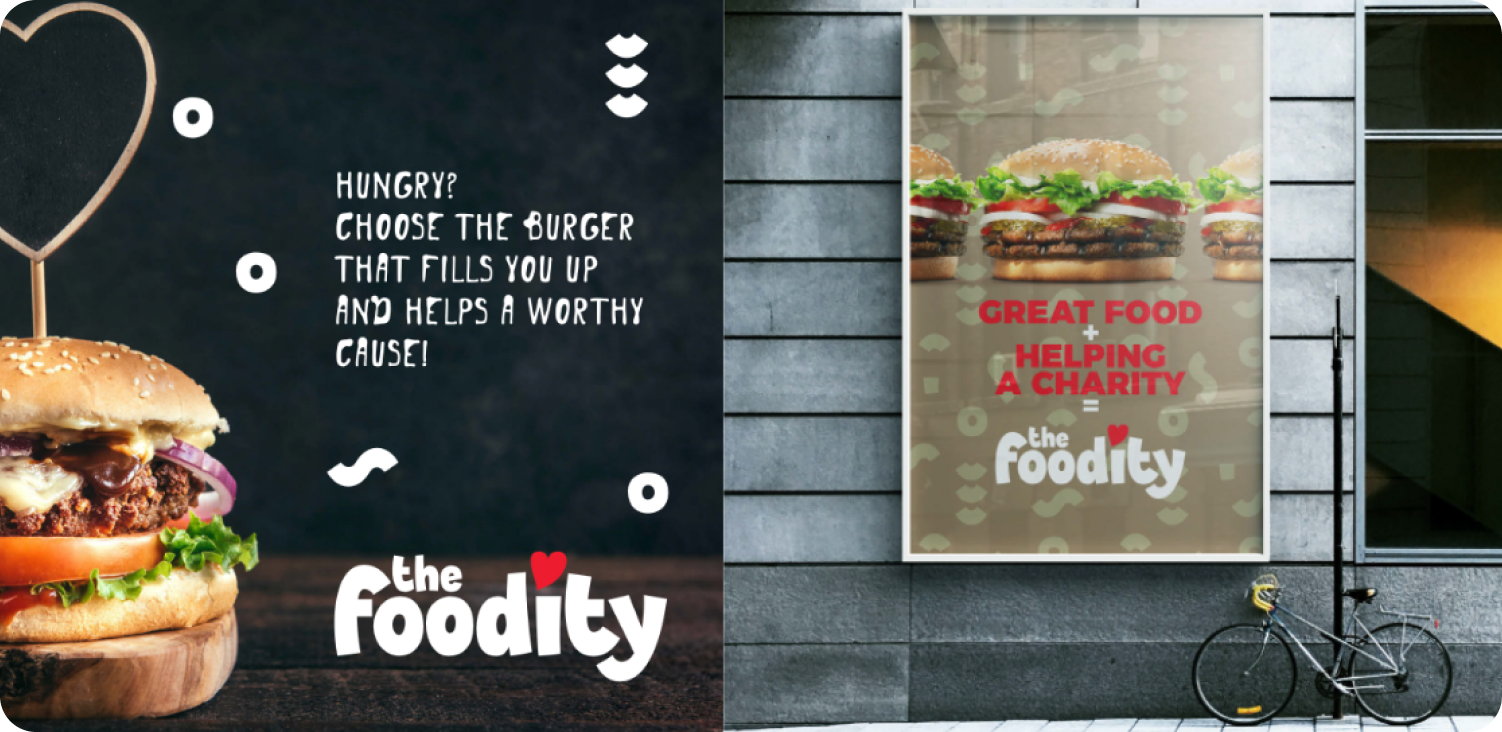 HUNGRY?
CHOOSE THE BURGER
THAT FILLS YOU UP
AND HELPS A WORTHY
CAUSE!
the
foodity
GREAT FOOD
+
HELPING
A CHARITY
=
the
foodity